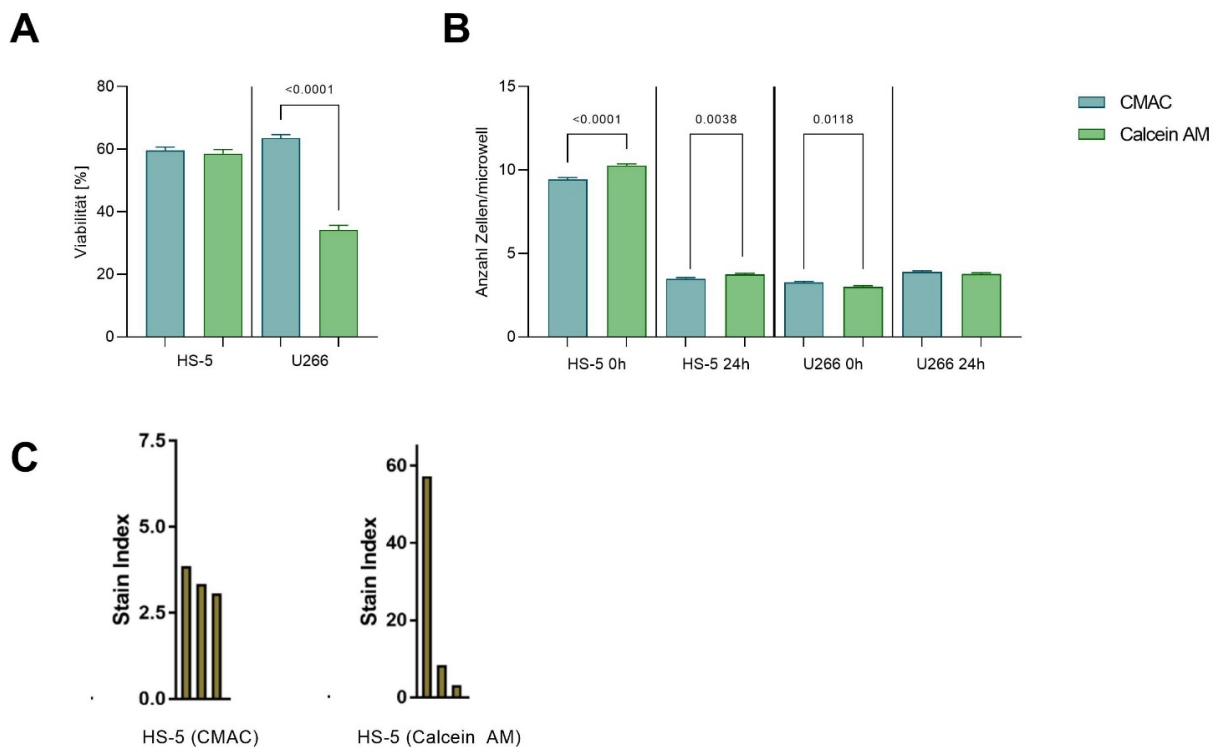 A
B
80
60
40
20
0
Viabilität [%]
<0.0001
HS-5
U266
15
10
5
0
Anzahl Zellen/microwell
<0.0001
0.0038
0.0118
HS-5 0h
HS-5 24h
U266 0h
U266 24h
CMAC
Calcein AM
C
7.5
5.0
2.5
0.0
Stain Index
HS-5 (CMAC)
60
40
20
0
Stain Index
HS-5 (Calcein AM)